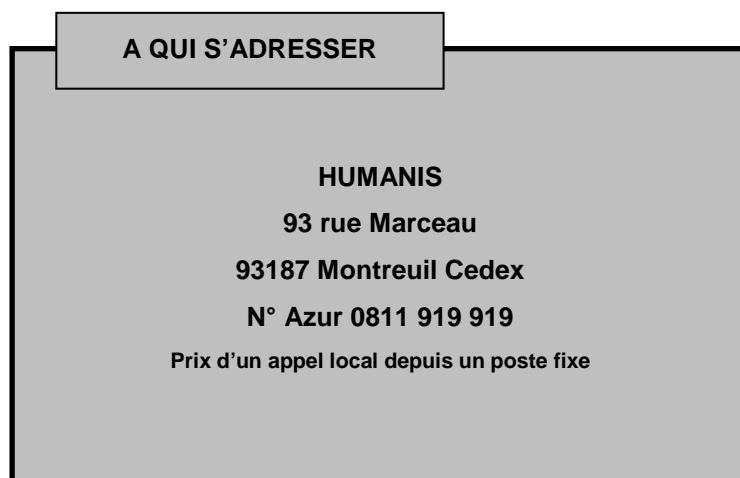 A QUI S’ADRESSER
HUMANIS
93 rue Marceau
93187 Montreuil Cedex
N° Azur 0811 919 919
Prix d’un appel local depuis un poste fixe